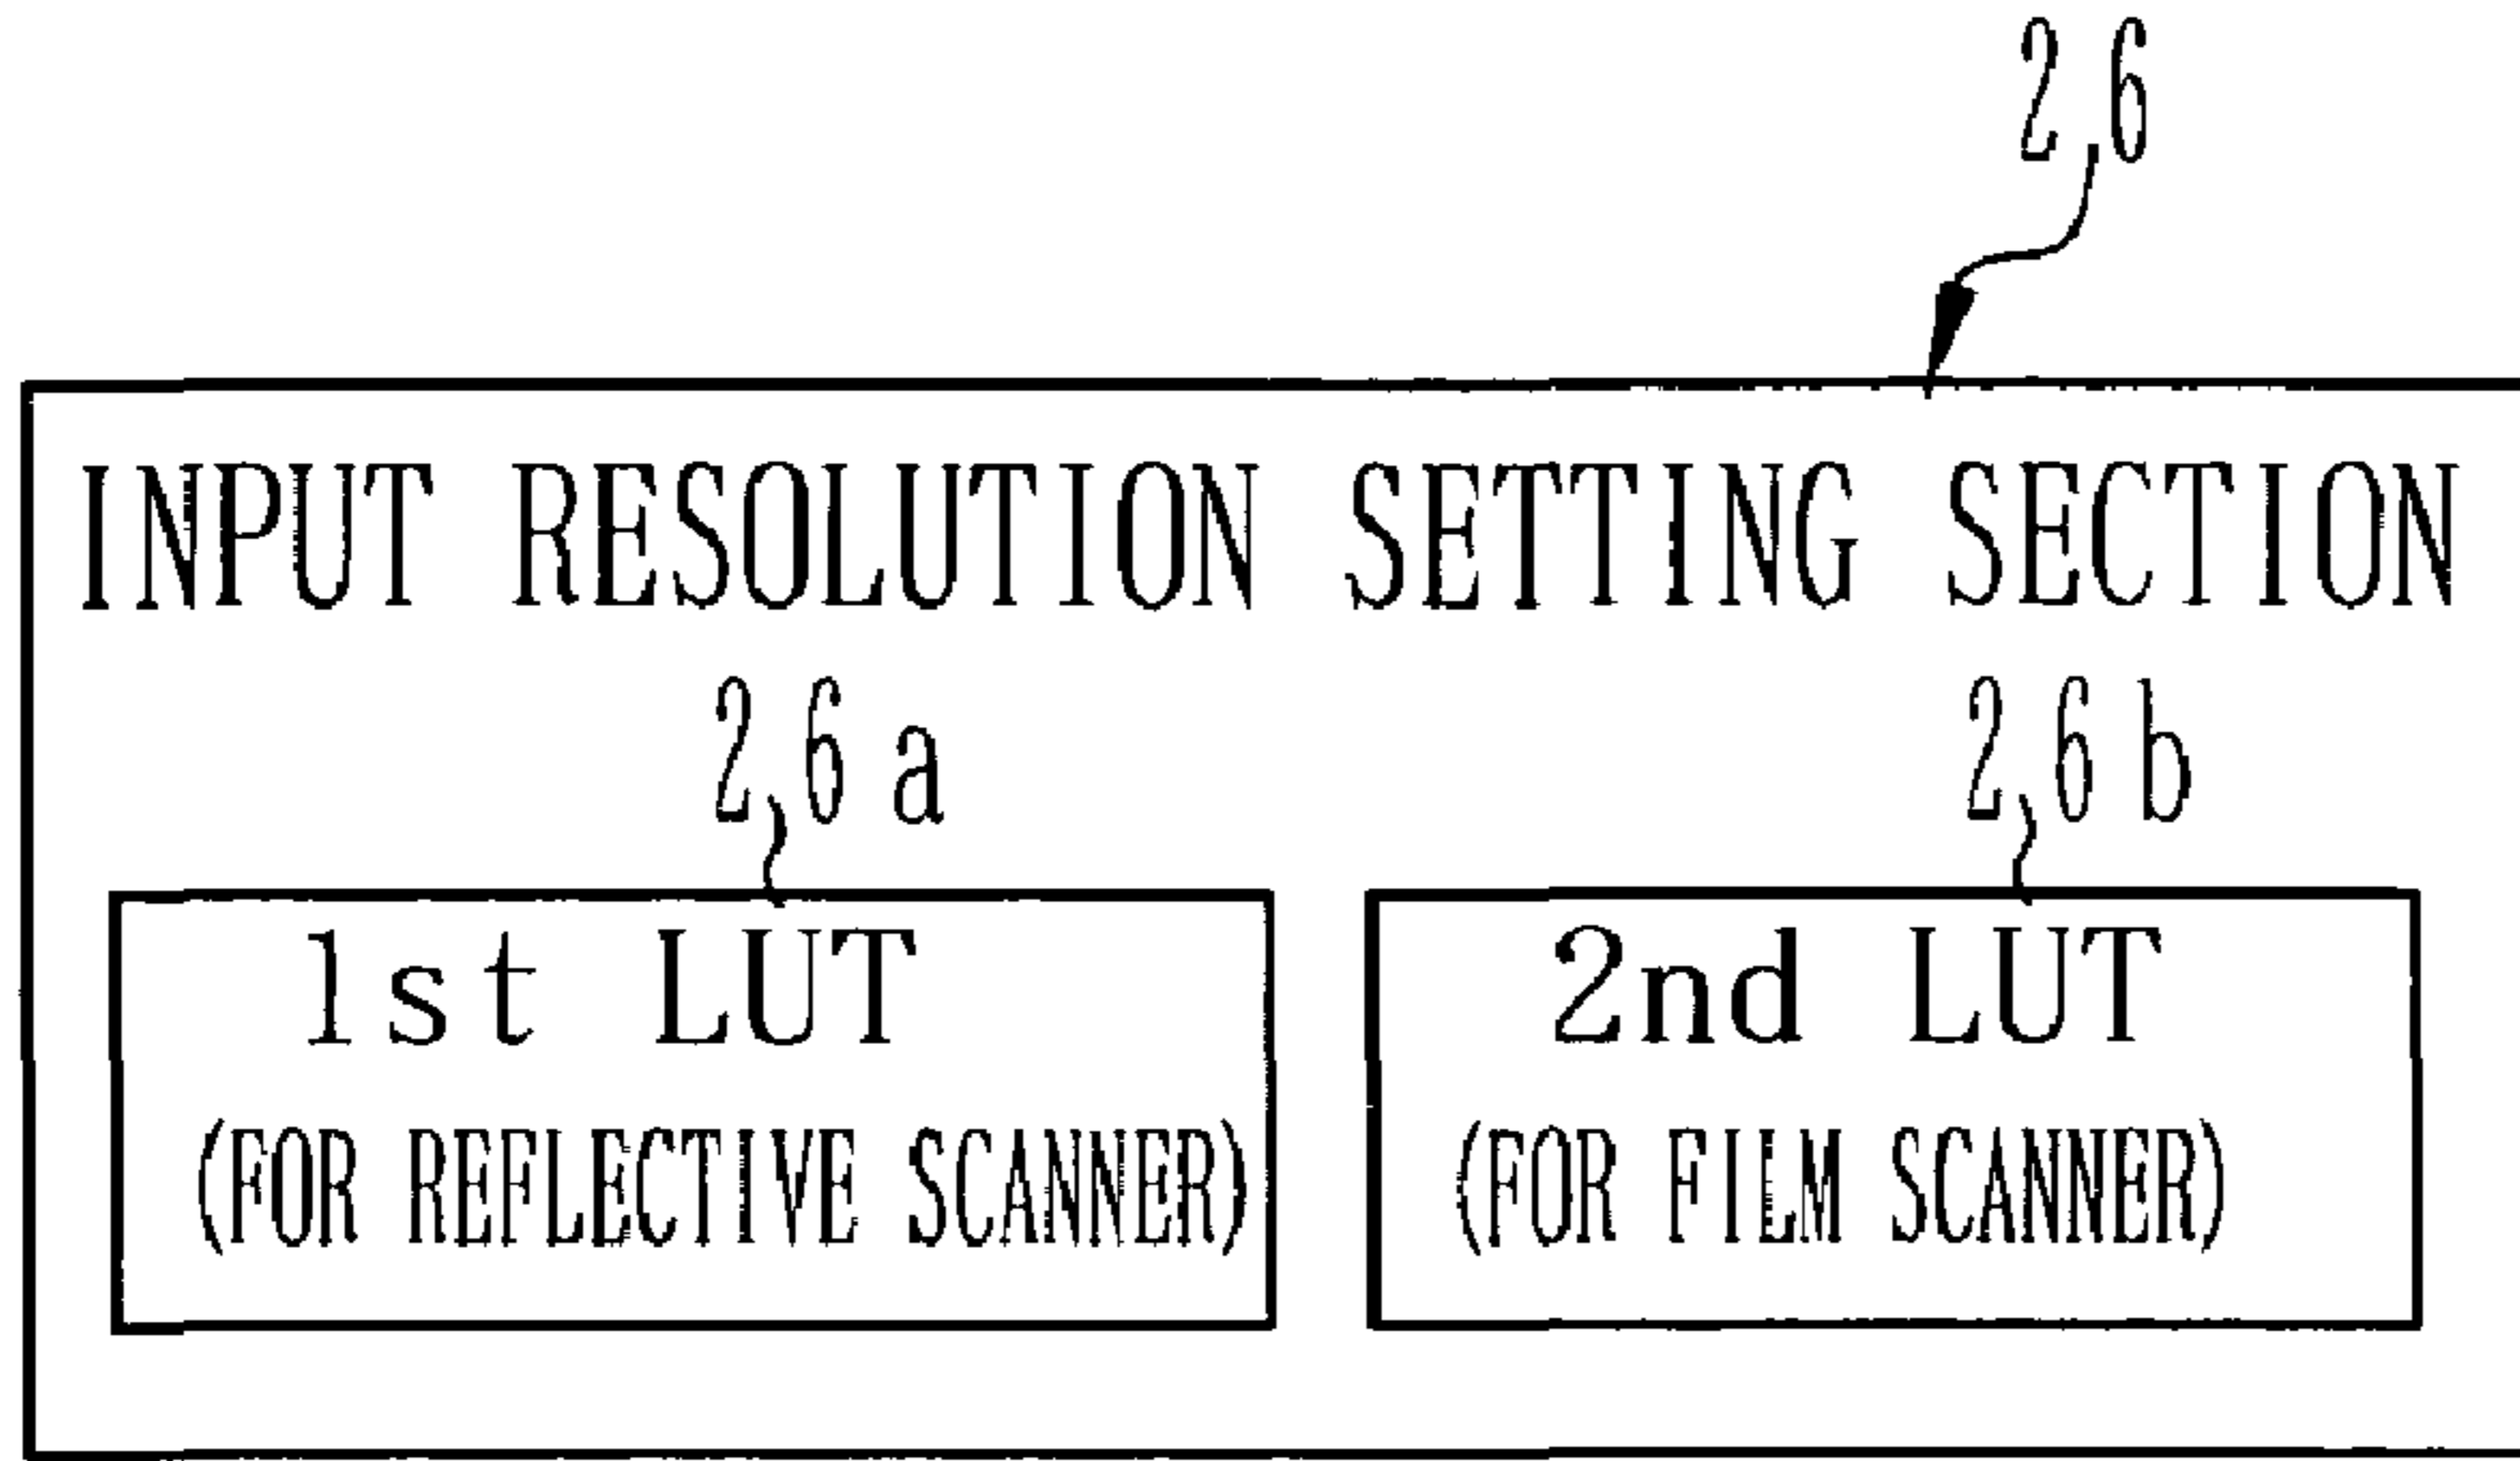 26
INPUT RESOLUTION SETTING SECTION
26a
26b
1st LUT
(FOR REFLECTIVE SCANNER)
2nd LUT
(FOR FILM SCANNER)